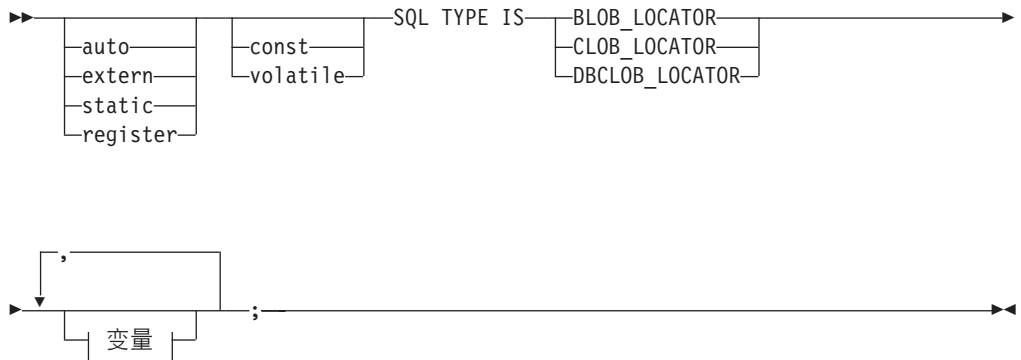 SQL TYPE IS BLOB_LOCATOR
auto const CLOB_LOCATOR
extern volatile DBCLOB_LOCATOR
static
register
,
;
变量